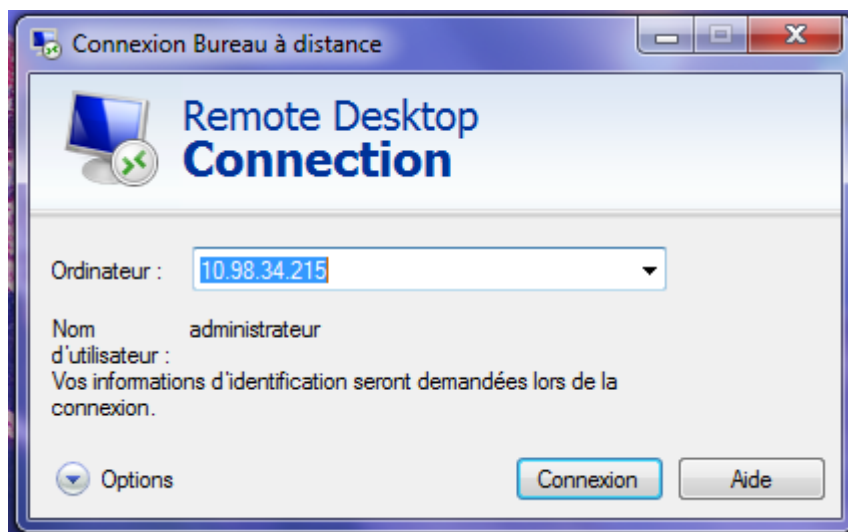 Connexion Bureau à distance
Remote Desktop
Connection
Ordinateur :
10.98.34.215
Nom
d'utilisateur :
administrateur
Vos informations d'identification seront demandées lors de la
connexion.
Options
Connexion
Aide